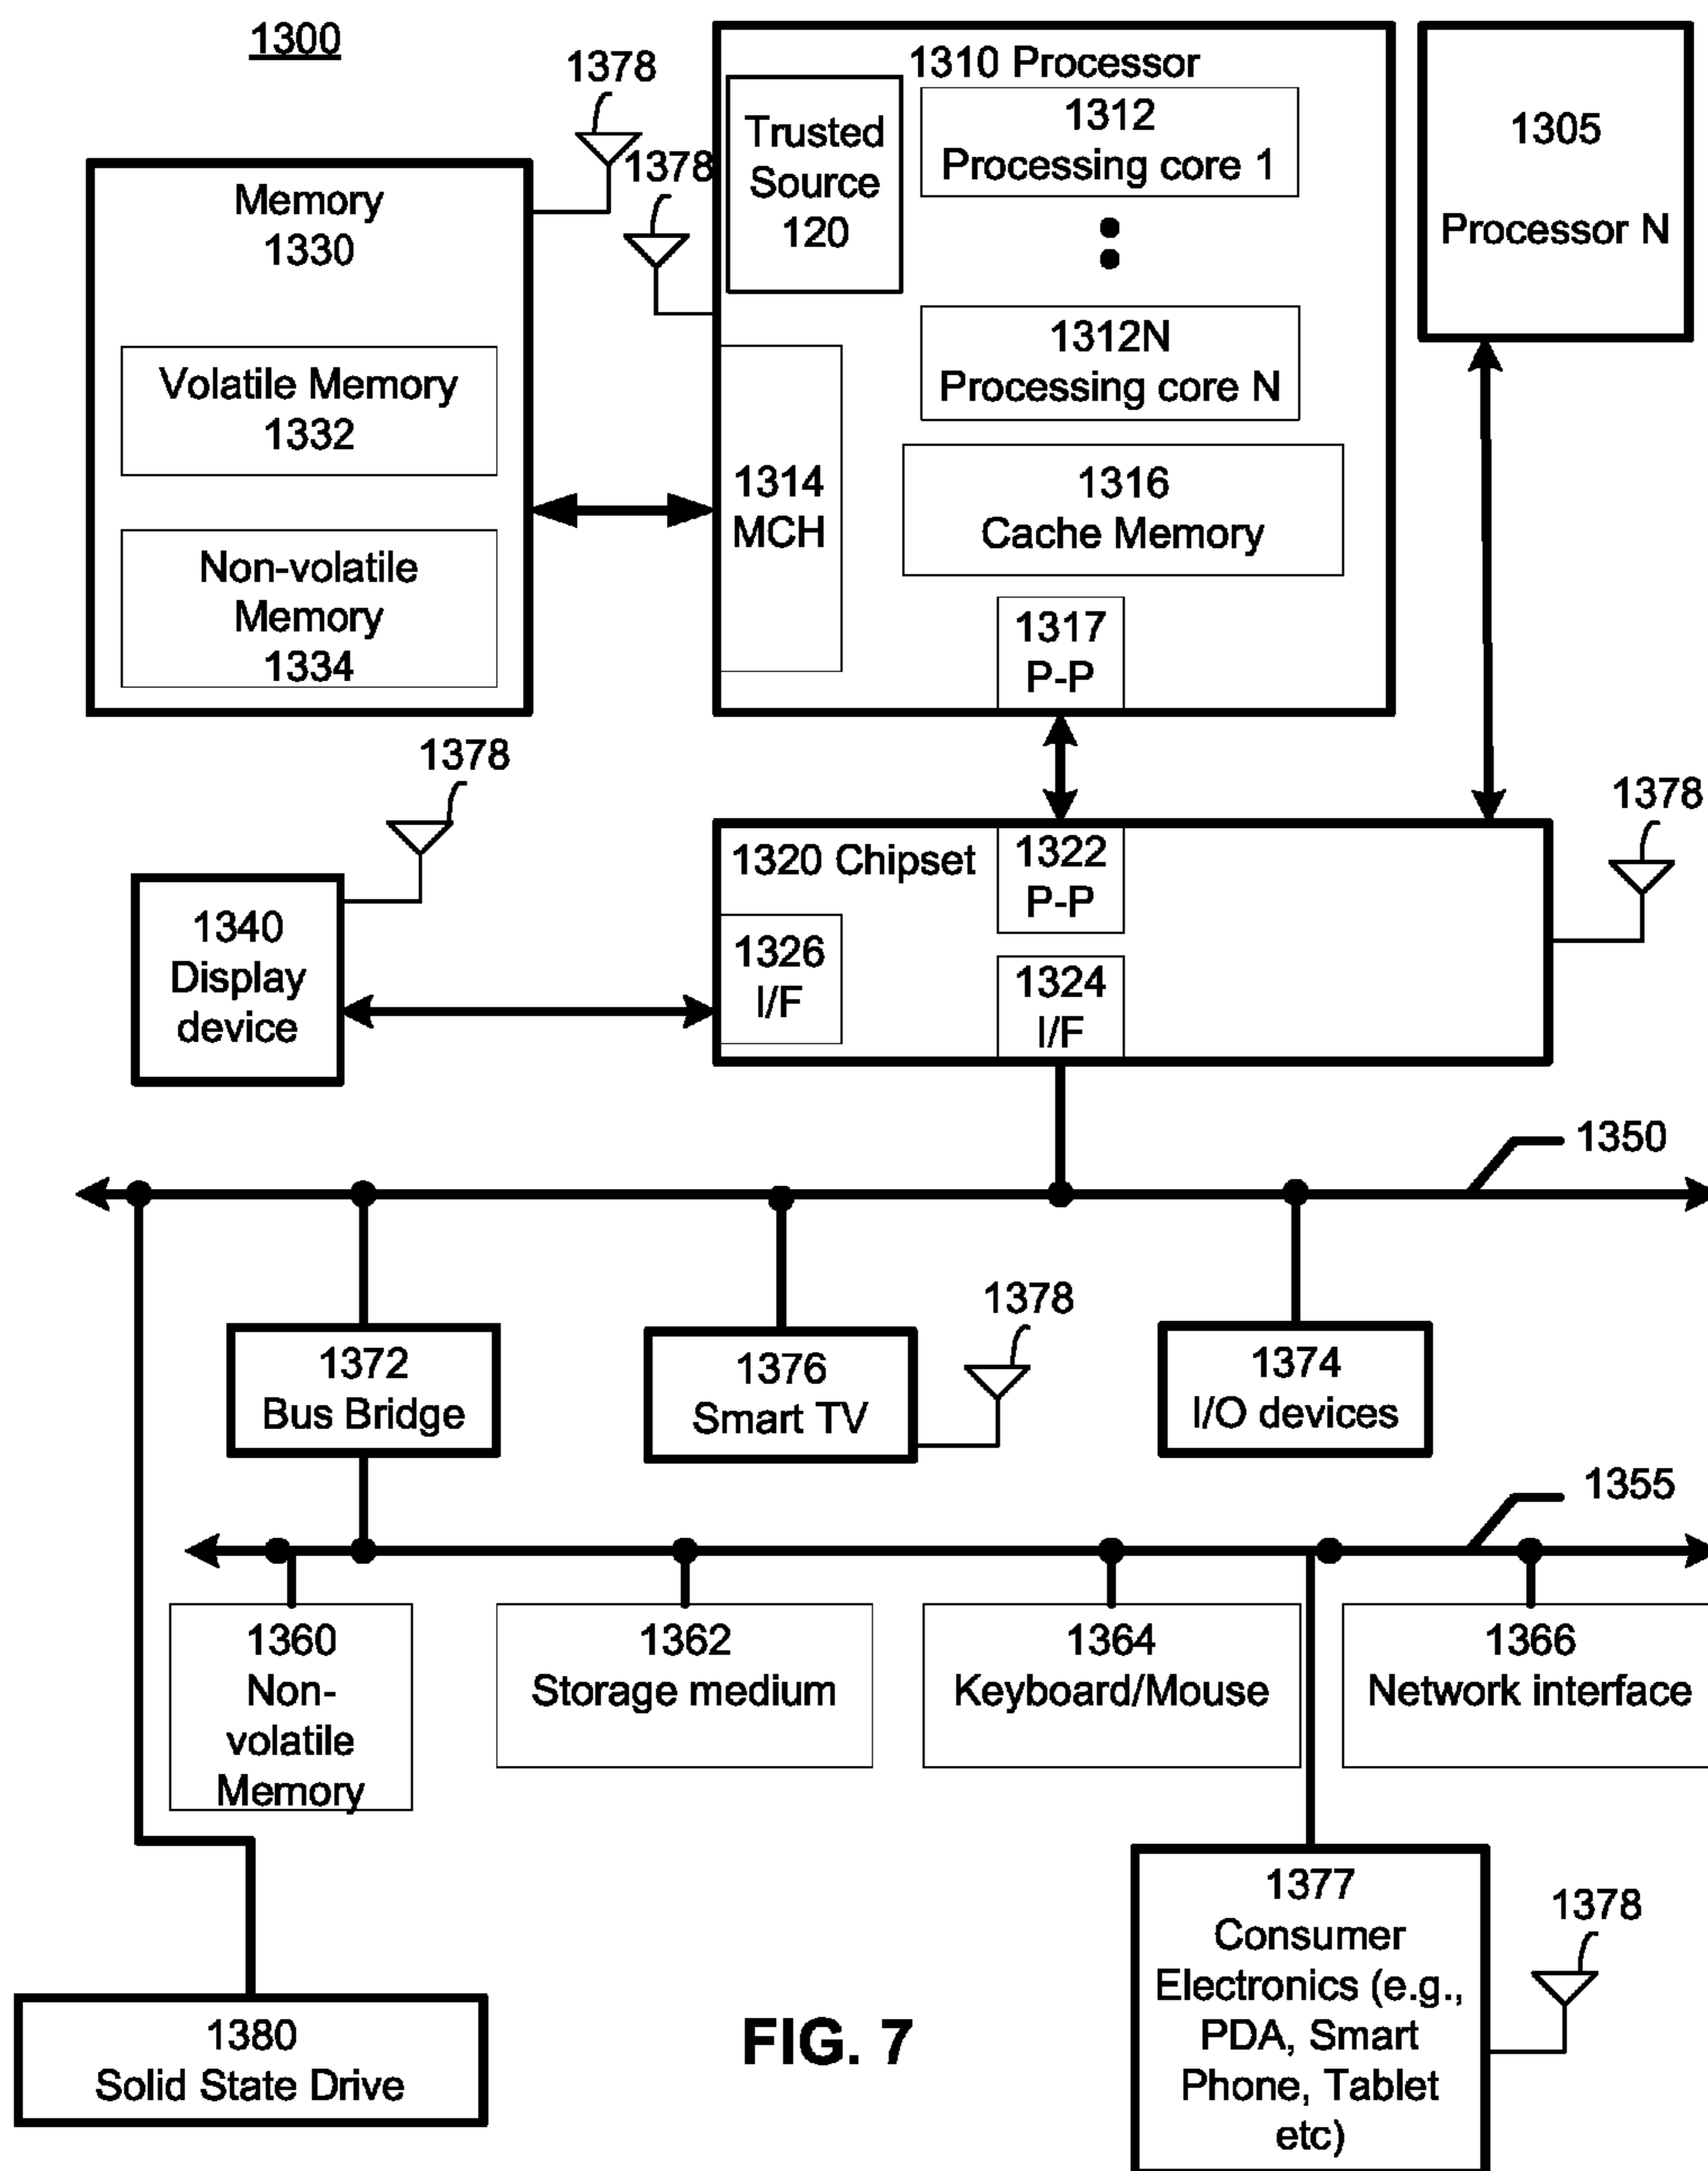 1300
1378
1378
Memory
1330
Volatile Memory
1332
Non-volatile
Memory
1334
1310 Processor
Trusted
Source
120
1312
Processing core 1
1312N
Processing core N
1314
MCH
1316
Cache Memory
1317
P-P
1305
Processor N
1378
1340
Display
device
1320 Chipset
1322
P-P
1326
I/F
1324
I/F
1378
1350
1372
Bus Bridge
1376
Smart TV
1378
1374
I/O devices
1355
1360
Non-
volatile
Memory
1362
Storage medium
1364
Keyboard/Mouse
1366
Network interface
1380
Solid State Drive
1377
Consumer
Electronics (e.g.,
PDA, Smart
Phone, Tablet
etc)
1378
FIG. 7